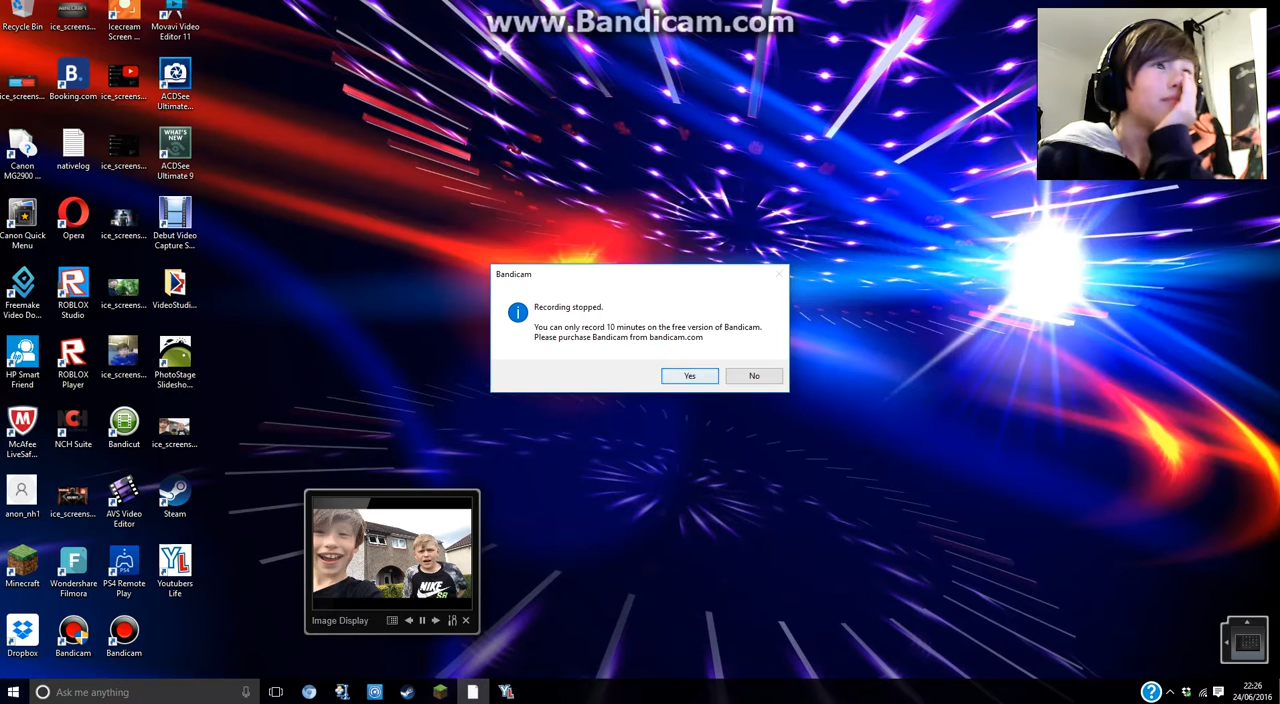 www.Bandicam.com
Recycle Bin
ice_screens...
Icecream
Screen ...
Movavi Video
Editor 11
ice_screens...
Booking.com
ice_screens...
ACDSee
Ultimate...
Canon
MG2900 ...
nativelog
ice_screens...
WHAT'S
NEW
ACDSee
Ultimate 9
Canon Quick
Menu
Opera
ice_screens...
Debut Video
Capture S...
Freemake
Video Do...
ROBLOX
Studio
ice_screens...
VideoStudi...
HP Smart
Friend
ROBLOX
Player
ice_screens...
PhotoStage
Slidesho...
McAfee
LiveSaf...
NCH Suite
Bandicut
ice_screens...
anon_nh1
ice_screens...
AVS Video
Editor
Steam
Minecraft
Wondershare
Filmora
PS4 Remote
Play
Youtubers
Life
Dropbox
Bandicam
Bandicam
Bandicam
Recording stopped.
You can only record 10 minutes on the free version of Bandicam.
Please purchase Bandicam from bandicam.com
Yes
No
NIKE
Image Display
Ask me anything
22:26
24/06/2016